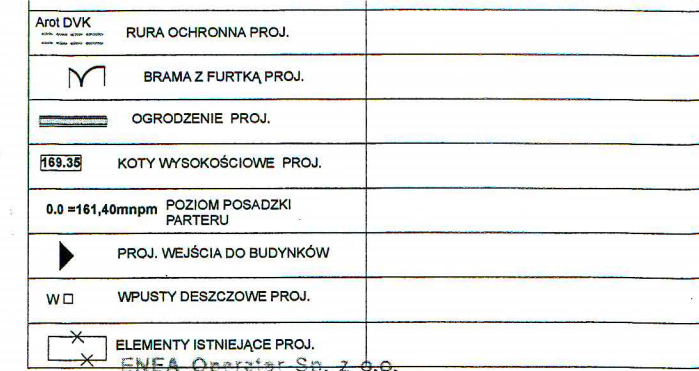 Arot DVK
RURA OCHRONNA PROJ.
BRAMA Z FURTKĄ PROJ.
OGRODZENIE PROJ.
169.35 KOTY WYSOKOŚCIOWE PROJ.
0.0 =161,40mnpm POZIOM POSADZKI
PARTERU
PROJ. WEJŚCIA DO BUDYNKÓW
W WPUSTY DESZCZOWE PROJ.
ELEMENTY ISTNIEJĄCE PROJ.
ENEA Operator Sp. z o.o.